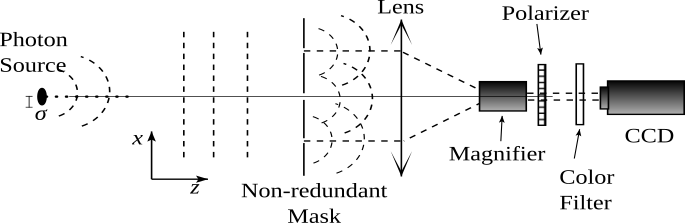 Lens
Polarizer
Photon
Source
σ
x
z
Magnifier
CCD
Non-redundant
Mask
Color
Filter